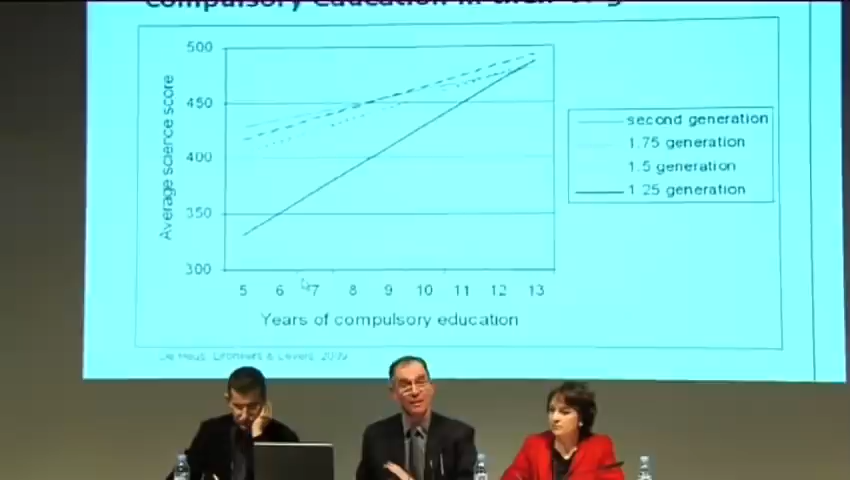 500
450
400
350
300
Average science score
5 6 7 8 9 10 11 12 13
Years of compulsory education
second generation
1.75 generation
1.5 generation
1.25 generation